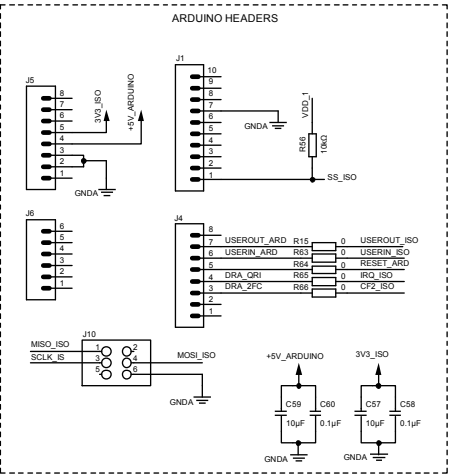 ARDUINO HEADERS
J5
8
7
6
5
4
3
2
1
3V3_ISO
+5V_ARDUINO
GNDA
J1
10
9
8
7
6
5
4
3
2
1
GNDA
VDD_1
R56
10kΩ
SS_ISO
J6
6
5
4
3
2
1
J4
8
7 USEROUT_ARD R15 0 USEROUT_ISO
6 USERIN_ARD R63 0 USERIN_ISO
5 R64 0 RESET_ARD
4 DRA_QRI R65 0 IRQ_ISO
3 DRA_2FC R66 0 CF2_ISO
2
1
J10
MISO_ISO 1 2
SCLK_IS 3 4 MOSI_ISO
5 6
GNDA
+5V_ARDUINO
C59
10µF
C60
0.1µF
GNDA
3V3_ISO
C57
10µF
C58
0.1µF
GNDA